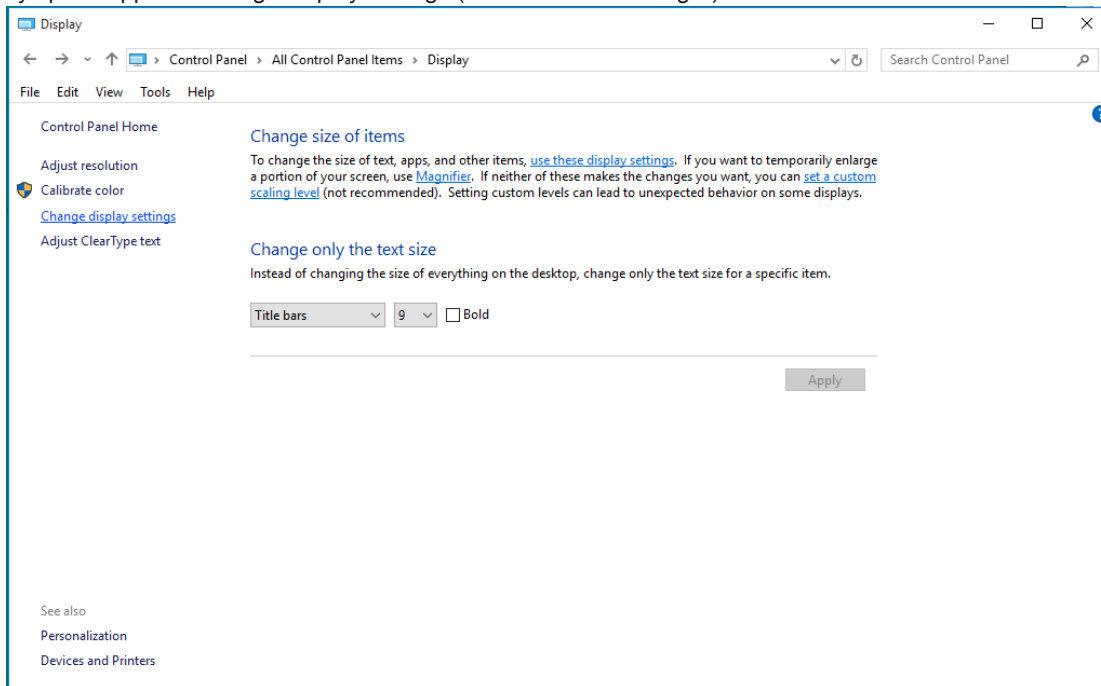 Display
Control Panel > All Control Panel Items > Display
Search Control Panel
File Edit View Tools Help
Control Panel Home
Adjust resolution
Calibrate color
Change display settings
Adjust ClearType text
Change size of items
To change the size of text, apps, and other items, use these display settings. If you want to temporarily enlarge
a portion of your screen, use Magnifier. If neither of these makes the changes you want, you can set a custom
scaling level (not recommended). Setting custom levels can lead to unexpected behavior on some displays.
Change only the text size
Instead of changing the size of everything on the desktop, change only the text size for a specific item.
Title bars 9 Bold
Apply
See also
Personalization
Devices and Printers